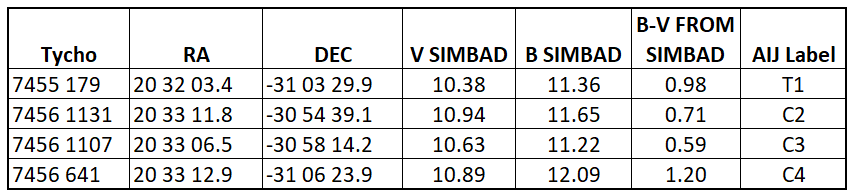 Tycho RA DEC V SIMBAD B SIMBAD B-V FROM SIMBAD AIJ Label
7455 179 20 32 03.4 -31 03 29.9 10.38 11.36 0.98 T1
7456 1131 20 33 11.8 -30 54 39.1 10.94 11.65 0.71 C2
7456 1107 20 33 06.5 -30 58 14.2 10.63 11.22 0.59 C3
7456 641 20 33 12.9 -31 06 23.9 10.89 12.09 1.20 C4